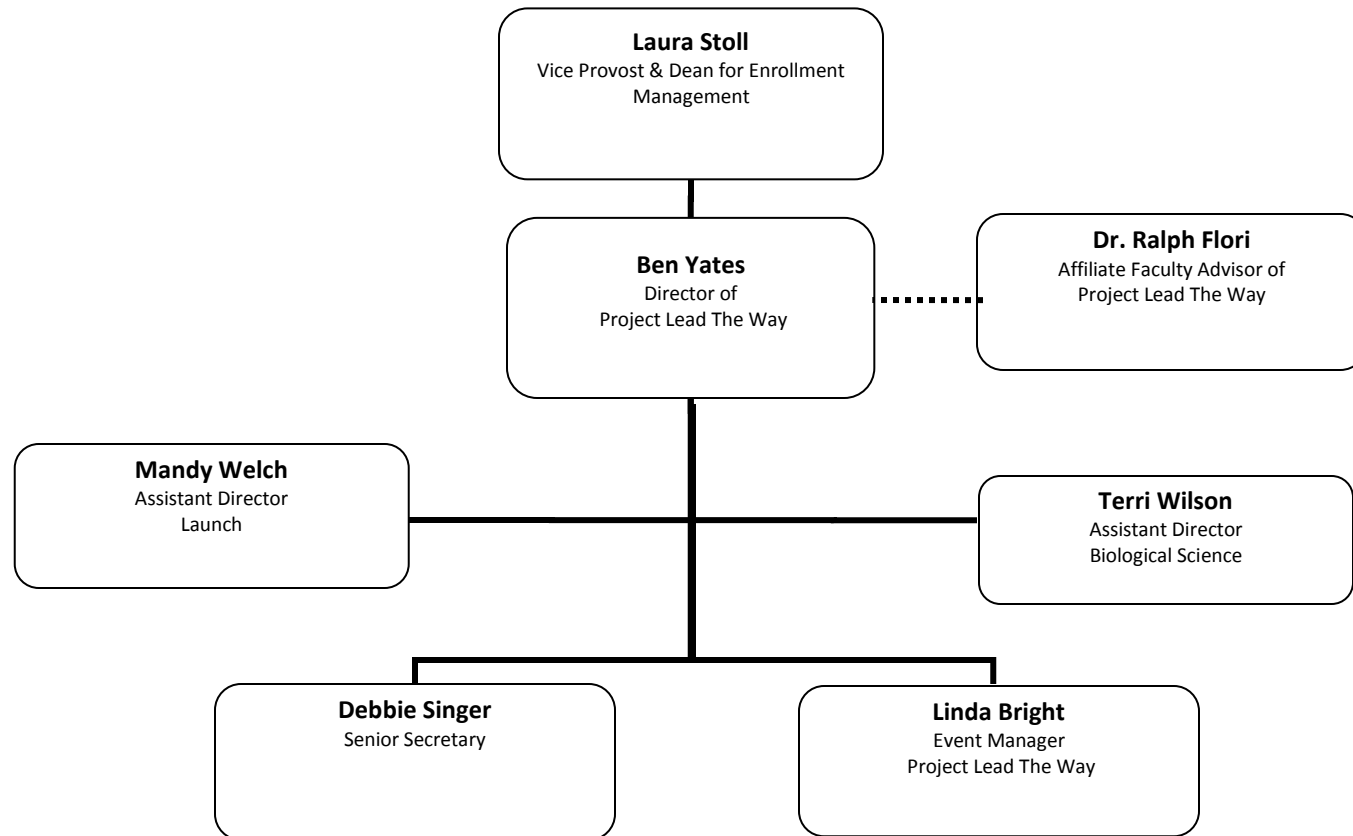 Laura Stoll
Vice Provost & Dean for Enrollment
Management
Ben Yates
Director of
Project Lead The Way
Dr. Ralph Flori
Affiliate Faculty Advisor of
Project Lead The Way
Mandy Welch
Assistant Director
Launch
Terri Wilson
Assistant Director
Biological Science
Debbie Singer
Senior Secretary
Linda Bright
Event Manager
Project Lead The Way